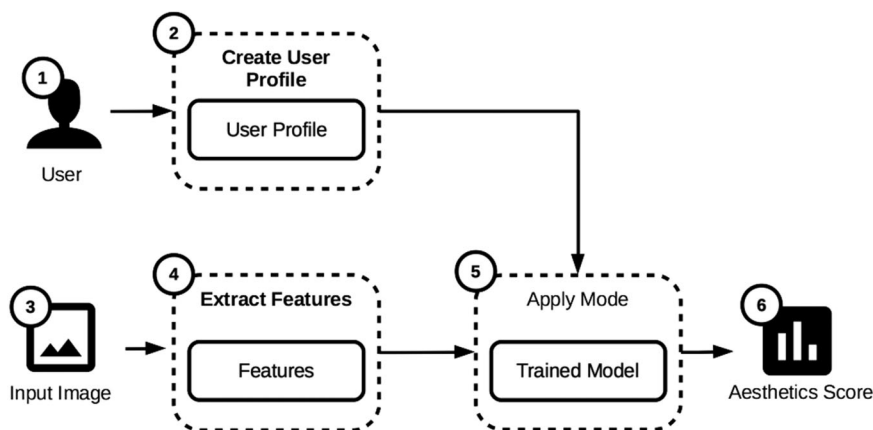 1
2
Create User
Profile
User Profile
User
3
Input Image
4
Extract Features
Features
5
Apply Mode
Trained Model
6
Aesthetics Score